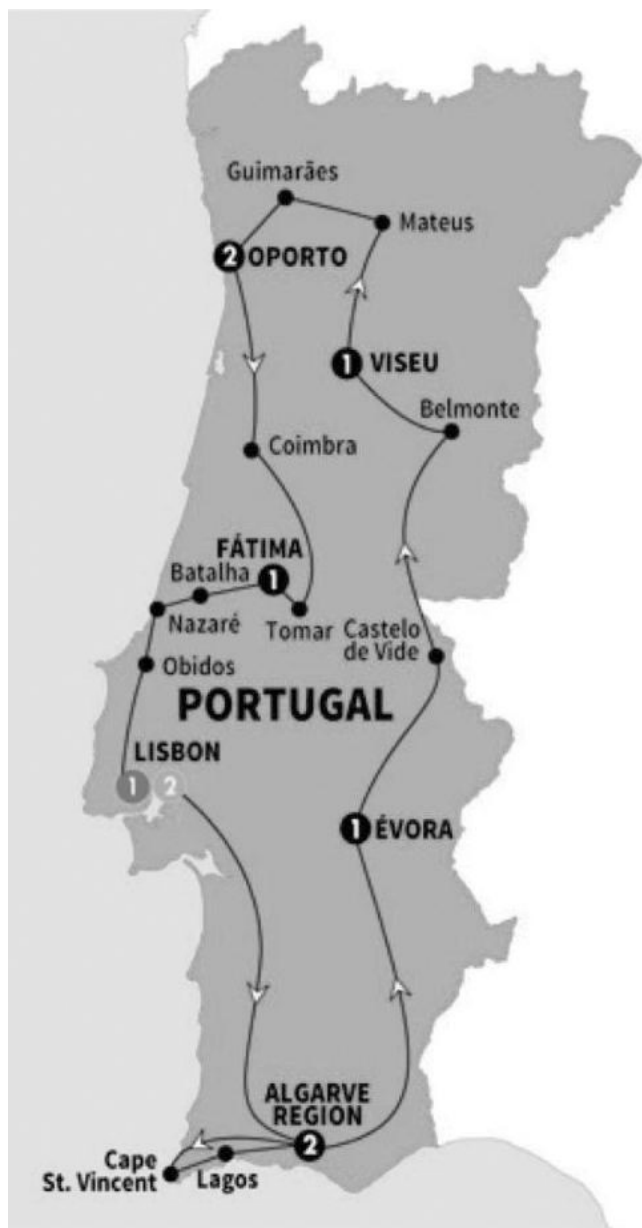 Guimarães
Mateus
2 OPORTO
1 VISEU
Belmonte
Coimbra
FÁTIMA
1
Batalha
Nazaré
Tomar
Castelo
de Vide
Obidos
PORTUGAL
LISBON
1 2
1 ÉVORA
ALGARVE
REGION
2
Cape
St. Vincent
Lagos